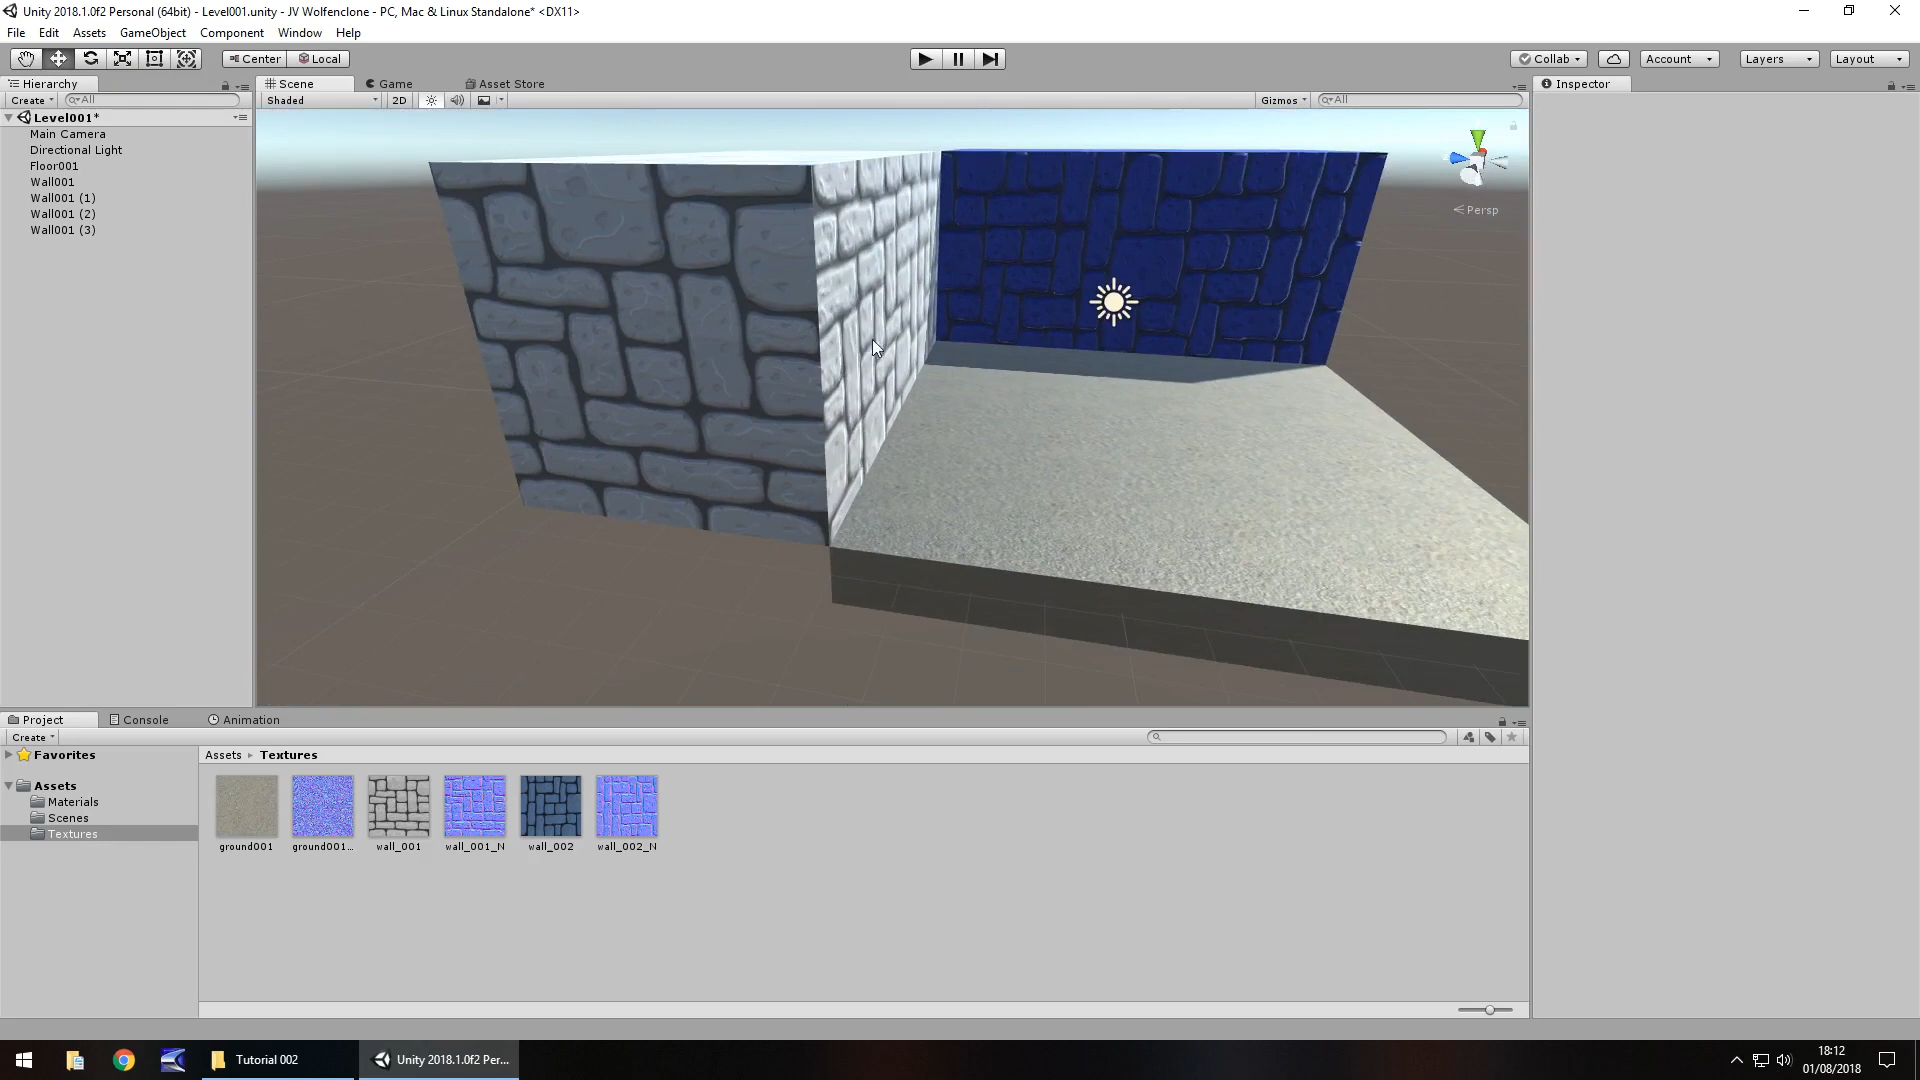 Unity 2018.1.0f2 Personal (64bit) - Level001.unity - JV Wolfenclone - PC, Mac & Linux Standalone* <DX11>
File Edit Assets GameObject Component Window Help
Center Local Collab Account Layers Layout
Hierarchy Scene Game Asset Store Inspector
Create All Shaded 2D Gizmos All
Level001*
Main Camera
Directional Light
Floor001
Wall001
Wall001 (1)
Wall001 (2)
Wall001 (3)
Persp
Project Console Animation
Create
Favorites
Assets
Materials
Scenes
Textures
Assets Textures
ground001 ground001... wall_001 wall_001_N wall_002 wall_002_N
Tutorial 002 Unity 2018.1.0f2 Per...
18:12
01/08/2018